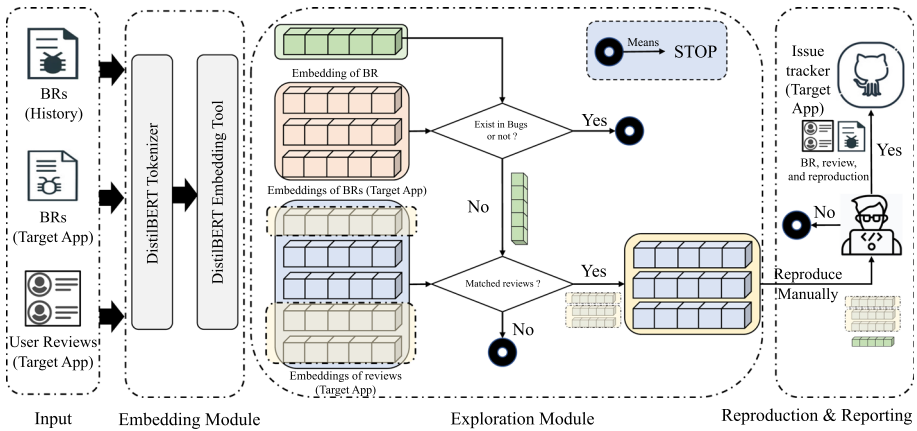 BRs
(History)
BRs
(Target App)
User Reviews
(Target App)
Input
DistilBERT Tokenizer
DistilBERT Embedding Tool
Embedding Module
Embedding of BR
Embeddings of BRs (Target App)
Embeddings of reviews
(Target App)
Means
STOP
Exist in Bugs
or not ?
Yes
No
Matched reviews ?
Yes
No
Exploration Module
Issue
tracker
(Target
App)
BR, review,
and reproduction
Yes
No
Reproduce
Manually
Reproduction & Reporting